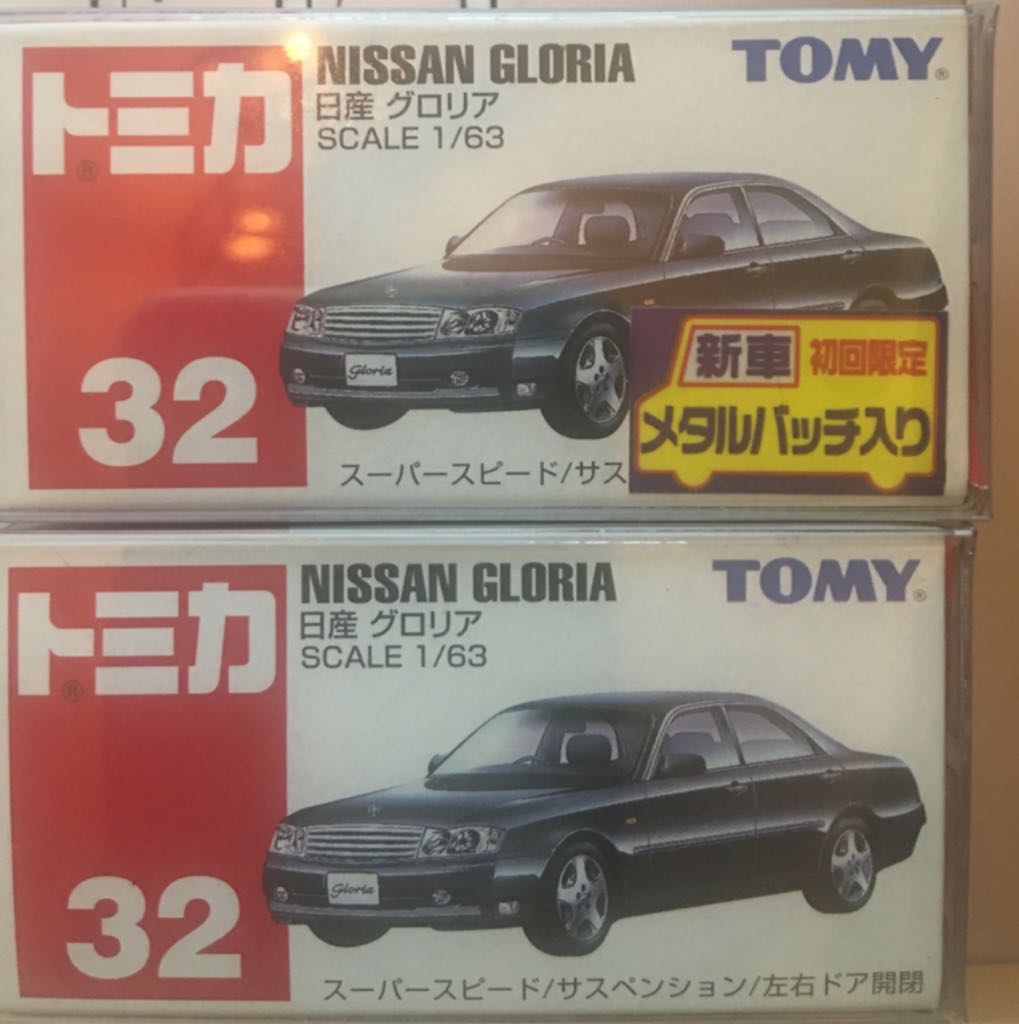 トミカ®
NISSAN GLORIA
日産 グロリア
SCALE 1/63
TOMY®
Gloria
32
新車 初回限定
メタルバッチ入り
スーパースピード/サス
トミカ®
NISSAN GLORIA
日産 グロリア
SCALE 1/63
TOMY®
Gloria
32
スーパースピード/サスペンション/左右ドア開閉